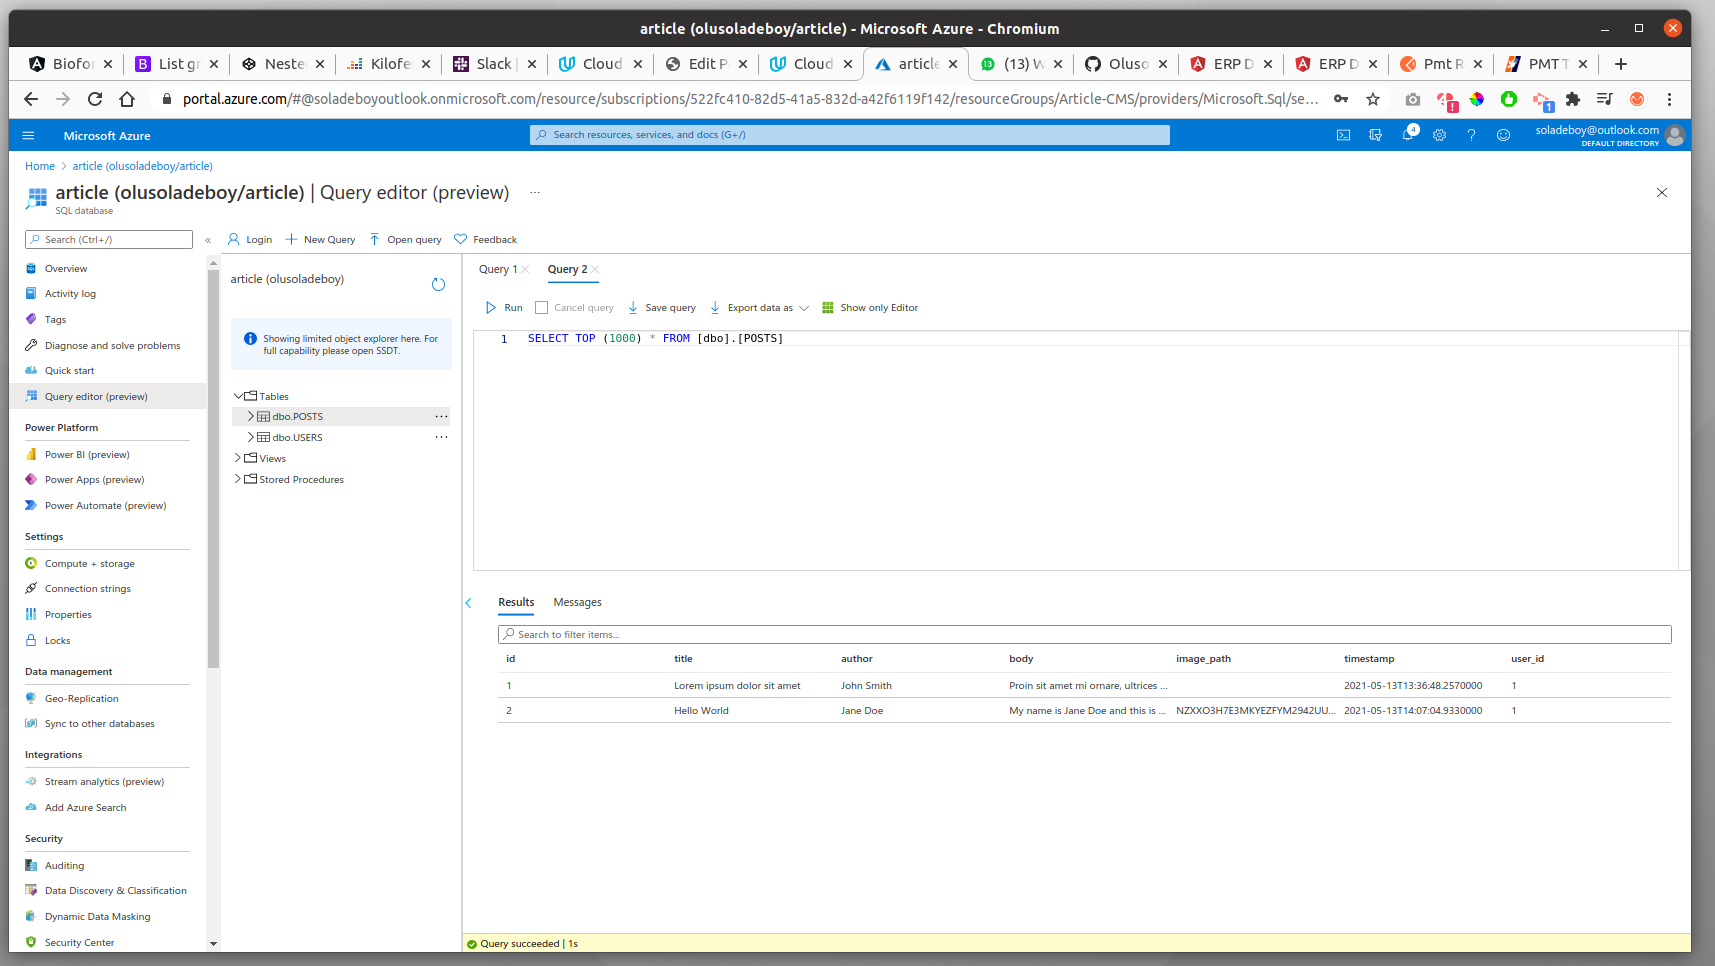 article (olusoladeboy/article) - Microsoft Azure - Chromium
Biofor List gr Neste Kilofe Slack Cloud Edit P Cloud article (13) W Oluso ERP D ERP D Pmt R PMT T
portal.azure.com/#@soladeboyoutlook.onmicrosoft.com/resource/subscriptions/522fc410-82d5-41a5-832d-a42f6119f142/resourceGroups/Article-CMS/providers/Microsoft.Sql/se...
Microsoft Azure
Search resources, services, and docs (G+/)
4
soladeboy@outlook.com
DEFAULT DIRECTORY
Home > article (olusoladeboy/article)
article (olusoladeboy/article) | Query editor (preview) ...
SQL database
Search (Ctrl+/)
«
Login
New Query
Open query
Feedback
Overview
Activity log
Tags
Diagnose and solve problems
Quick start
Query editor (preview)
Power Platform
Power BI (preview)
Power Apps (preview)
Power Automate (preview)
Settings
Compute + storage
Connection strings
Properties
Locks
Data management
Geo-Replication
Sync to other databases
Integrations
Stream analytics (preview)
Add Azure Search
Security
Auditing
Data Discovery & Classification
Dynamic Data Masking
Security Center
article (olusoladeboy)
Showing limited object explorer here. For
full capability please open SSDT.
Tables
dbo.POSTS ...
dbo.USERS ...
Views
Stored Procedures
Query 1
Query 2
Run
Cancel query
Save query
Export data as
Show only Editor
1 SELECT TOP (1000) * FROM [dbo].[POSTS]
Results
Messages
Search to filter items...
id title author body image_path timestamp user_id
1 Lorem ipsum dolor sit amet John Smith Proin sit amet mi ornare, ultrices ... 2021-05-13T13:36:48.2570000 1
2 Hello World Jane Doe My name is Jane Doe and this is ... NZXXO3H7E3MKYEZFYM2942UU... 2021-05-13T14:07:04.9330000 1
Query succeeded | 1s